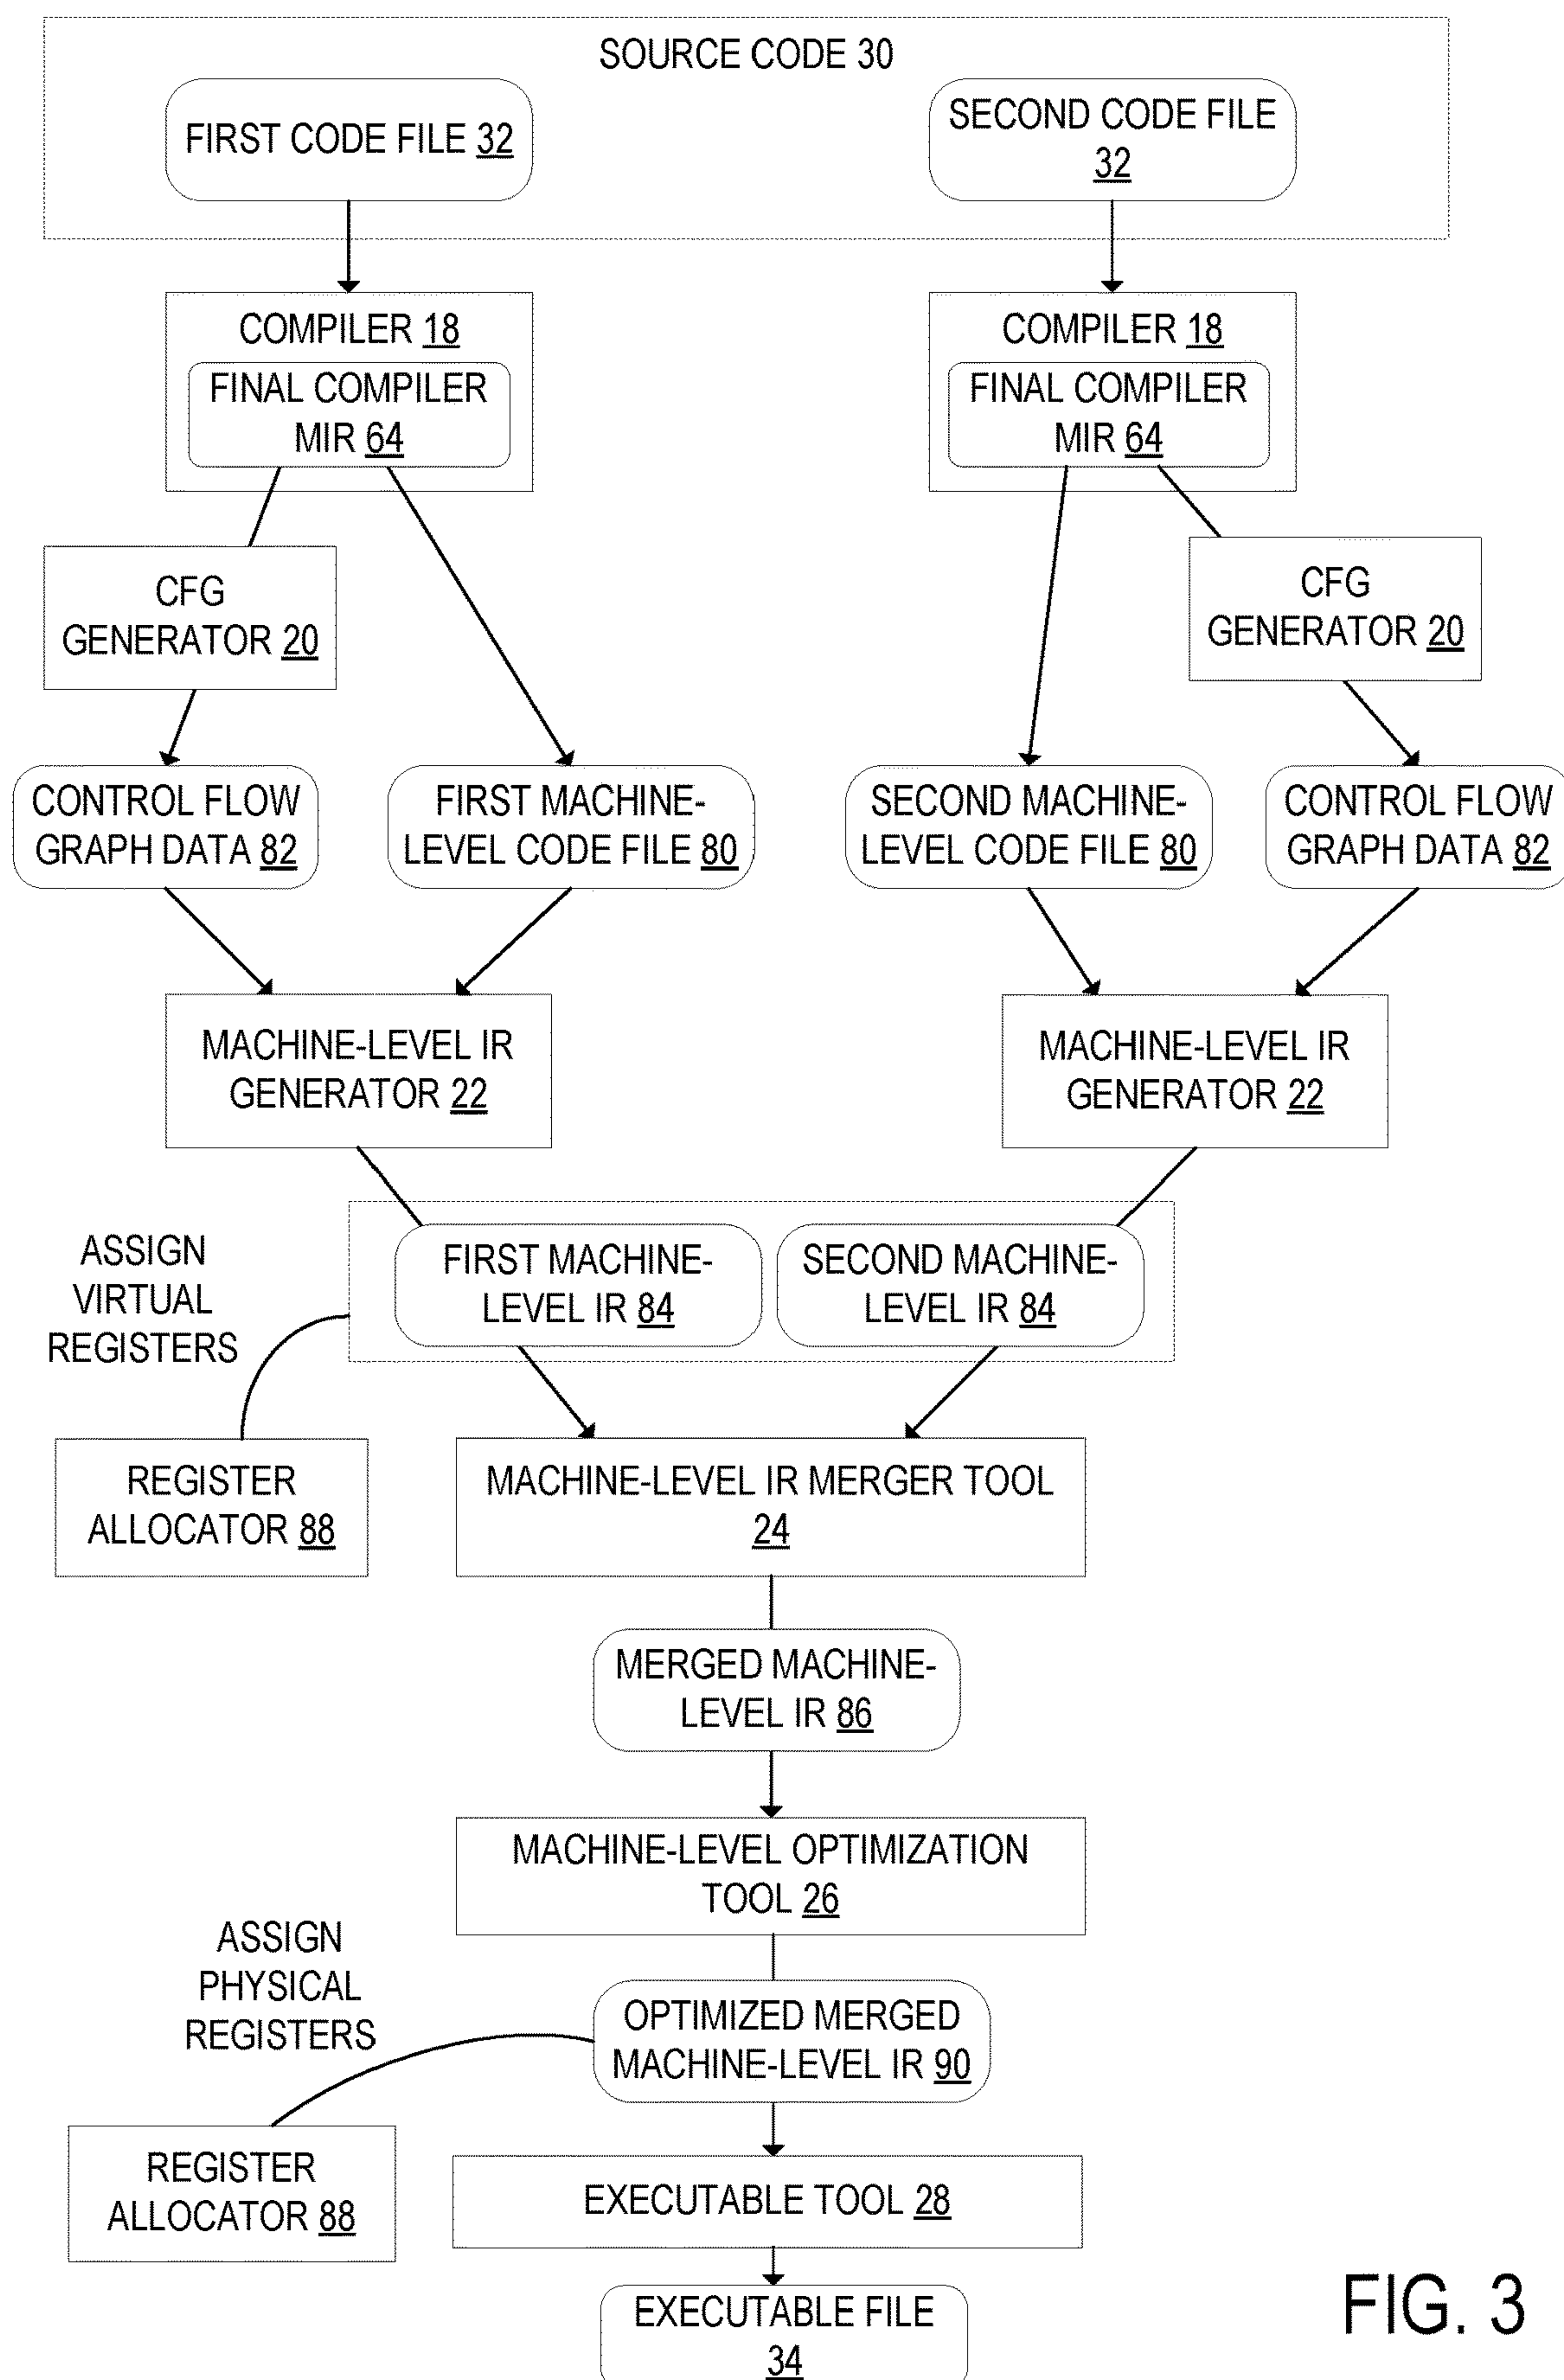 SOURCE CODE 30
FIRST CODE FILE 32
SECOND CODE FILE
32
COMPILER 18
FINAL COMPILER
MIR 64
COMPILER 18
FINAL COMPILER
MIR 64
CFG
GENERATOR 20
CFG
GENERATOR 20
CONTROL FLOW
GRAPH DATA 82
FIRST MACHINE-
LEVEL CODE FILE 80
SECOND MACHINE-
LEVEL CODE FILE 80
CONTROL FLOW
GRAPH DATA 82
MACHINE-LEVEL IR
GENERATOR 22
MACHINE-LEVEL IR
GENERATOR 22
ASSIGN
VIRTUAL
REGISTERS
FIRST MACHINE-
LEVEL IR 84
SECOND MACHINE-
LEVEL IR 84
REGISTER
ALLOCATOR 88
MACHINE-LEVEL IR MERGER TOOL
24
MERGED MACHINE-
LEVEL IR 86
MACHINE-LEVEL OPTIMIZATION
TOOL 26
ASSIGN
PHYSICAL
REGISTERS
OPTIMIZED MERGED
MACHINE-LEVEL IR 90
REGISTER
ALLOCATOR 88
EXECUTABLE TOOL 28
EXECUTABLE FILE
34
FIG. 3